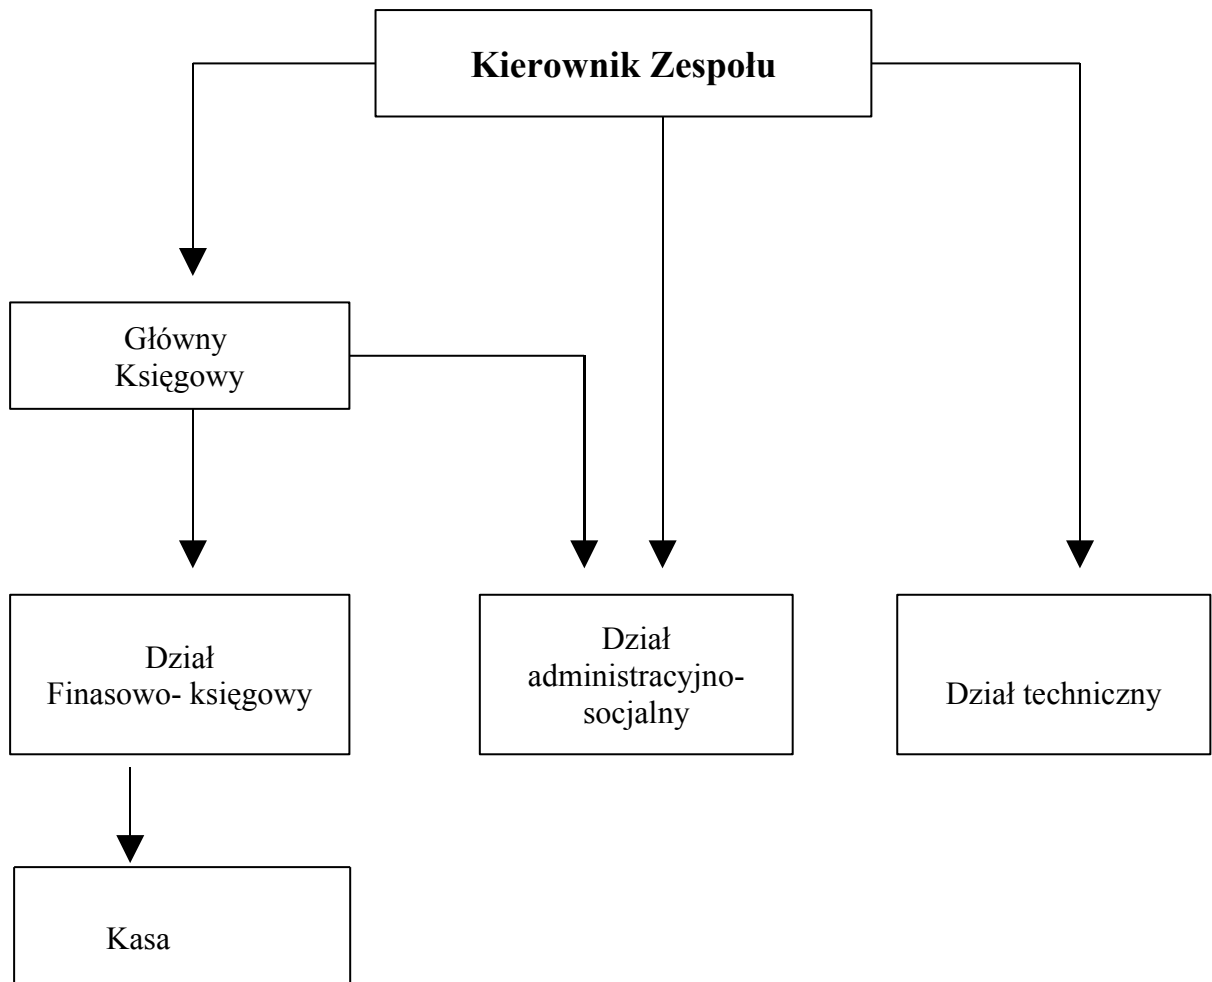 Kierownik Zespołu
Główny
Księgowy
Dział
Finasowo- księgowy
Dział
administracyjno-
socjalny
Dział techniczny
Kasa